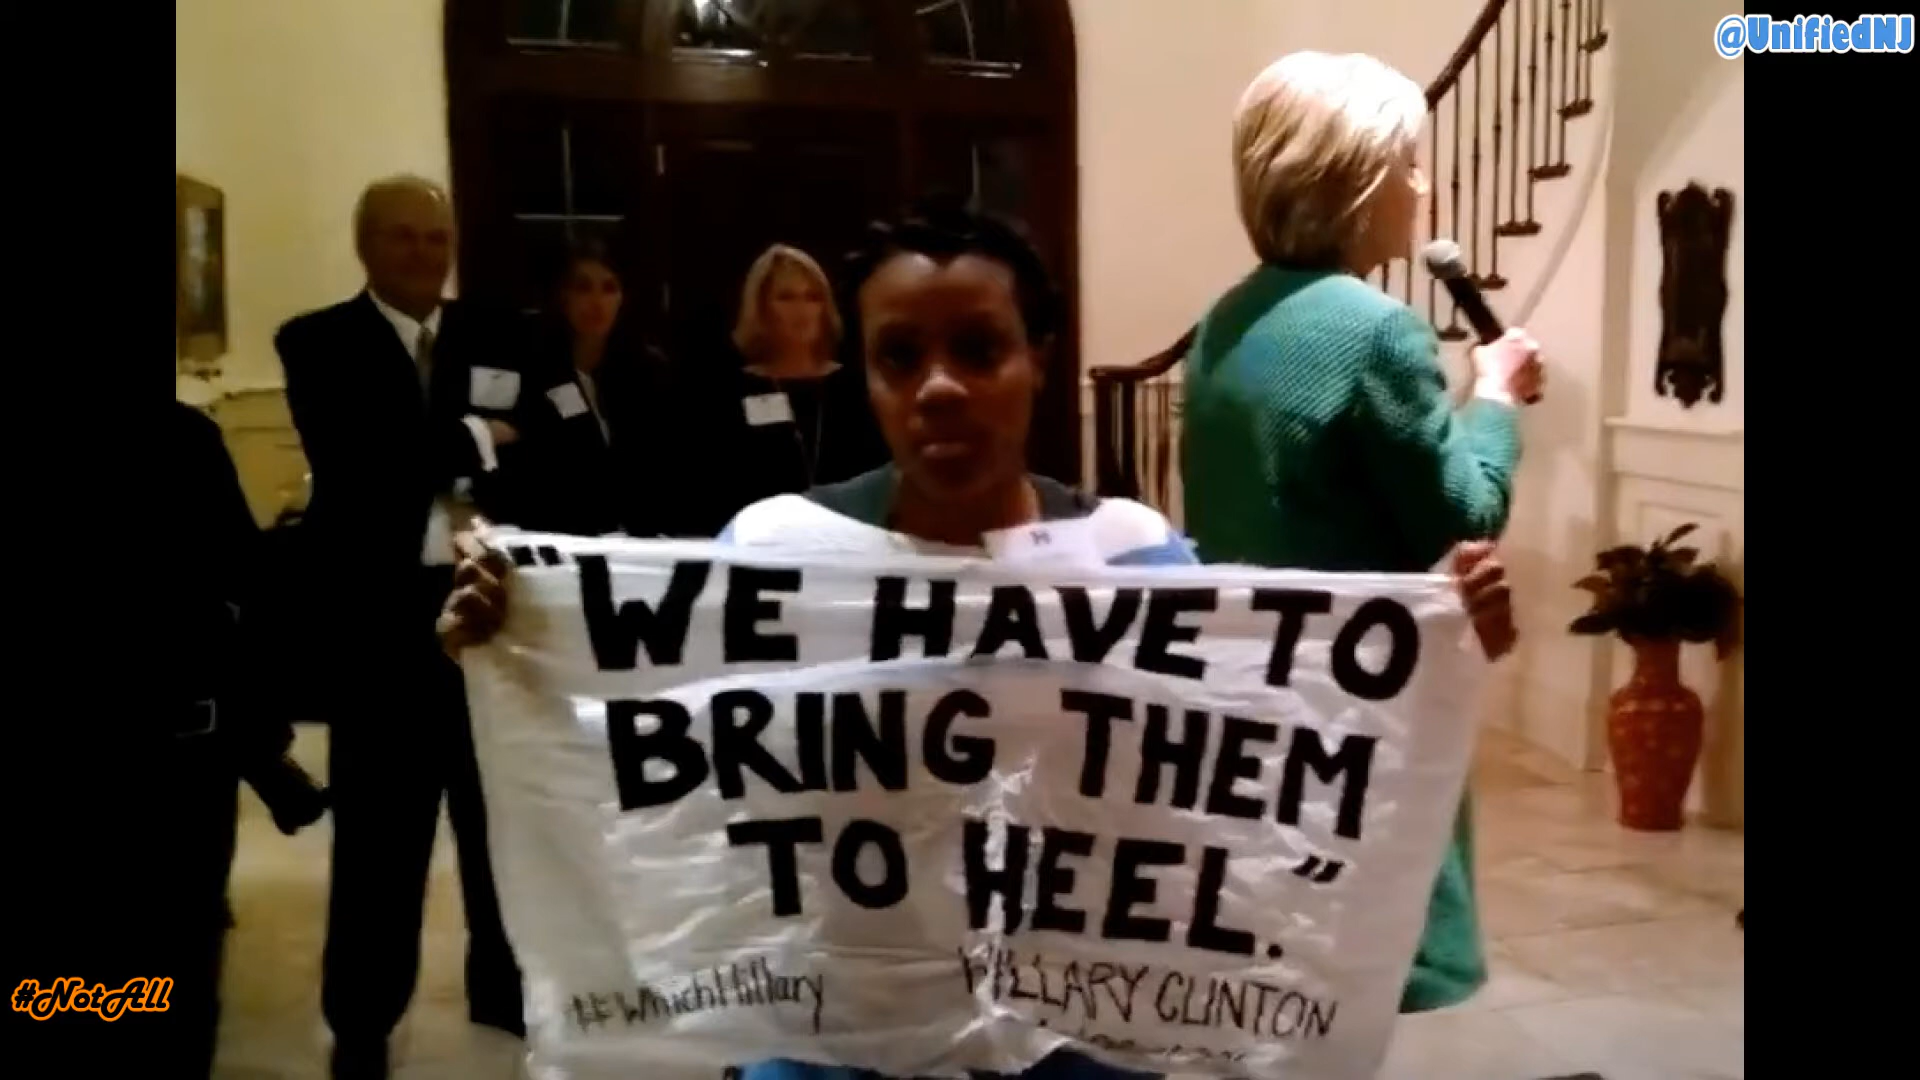 @UnifiedNJ
"WE HAVE TO
BRING THEM
TO HEEL."
#WhichHillary
HILLARY CLINTON
#NotAll